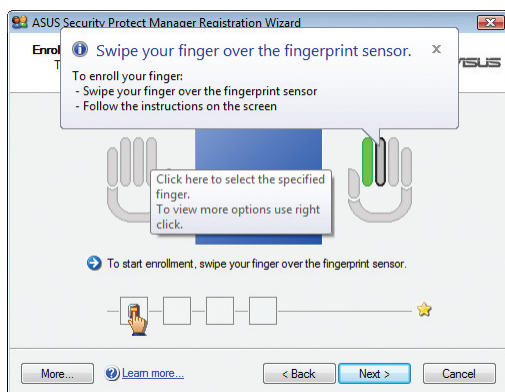 ASUS Security Protect Manager Registration Wizard
Enrol
T
Swipe your finger over the fingerprint sensor.
To enroll your finger:
- Swipe your finger over the fingerprint sensor
- Follow the instructions on the screen
Click here to select the specified
finger.
To view more options use right
click.
To start enrollment, swipe your finger over the fingerprint sensor.
More...
Learn more...
< Back
Next >
Cancel